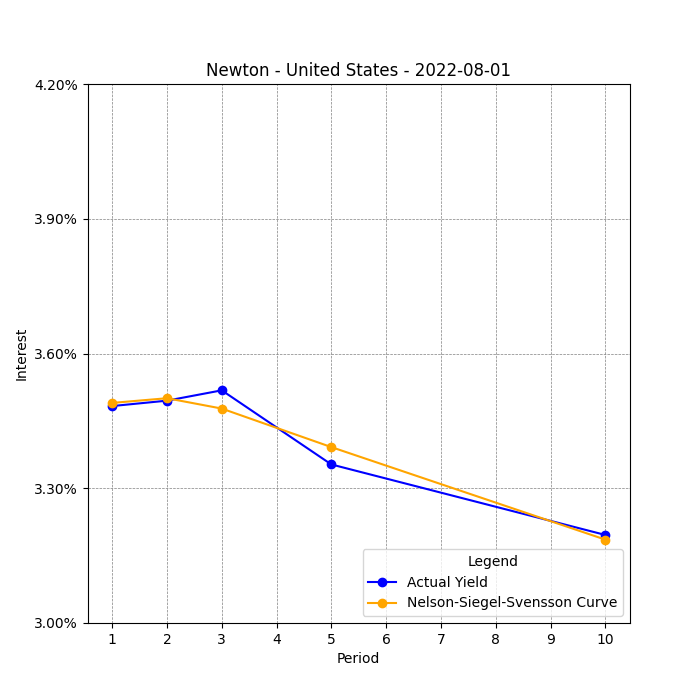 Newton - United States - 2022-08-01
4.20%
3.90%
3.60%
3.30%
3.00%
Interest
Legend
Actual Yield
Nelson-Siegel-Svensson Curve
1 2 3 4 5 6 7 8 9 10
Period